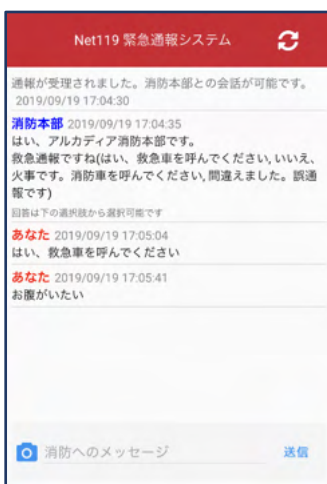 Net119 緊急通報システム
通報が受理されました。消防本部との会話が可能です。
2019/09/19 17:04:30
消防本部 2019/09/19 17:04:35
はい、アルカディア消防本部です。
救急通報ですね(はい、救急車を呼んでください, いいえ、
火事です。消防車を呼んでください, 間違えました。誤通
報です)
回答は下の選択肢から選択可能です
あなた 2019/09/19 17:05:04
はい、救急車を呼んでください
あなた 2019/09/19 17:05:41
お腹がいたい
消防へのメッセージ 送信